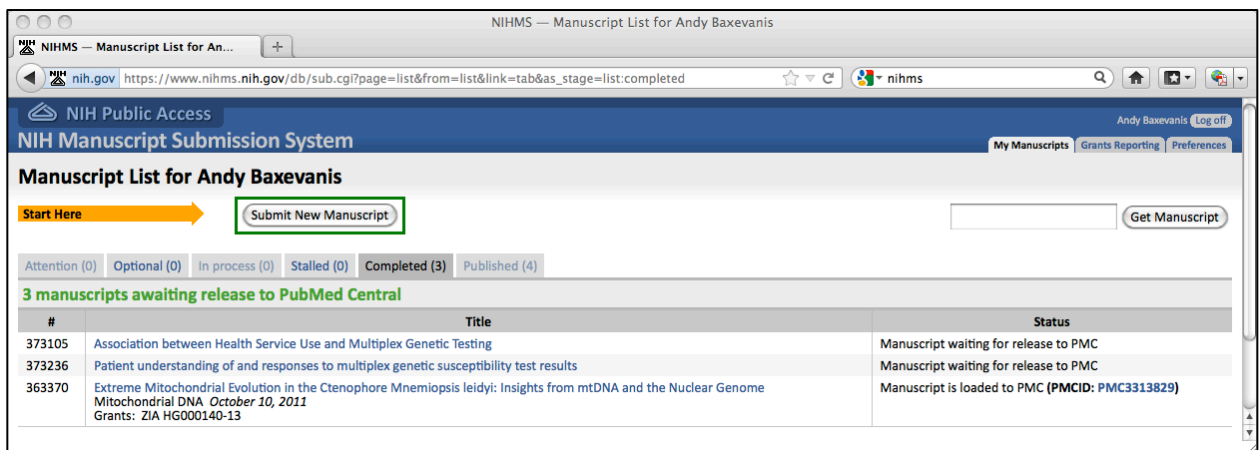 NIHMS — Manuscript List for Andy Baxevanis
NIH NIHMS — Manuscript List for An... +
NIH nih.gov https://www.nihms.nih.gov/db/sub.cgi?page=list&from=list&link=tab&as_stage=list:completed nihms
NIH Public Access
Andy Baxevanis Log off
NIH Manuscript Submission System
My Manuscripts Grants Reporting Preferences
Manuscript List for Andy Baxevanis
Start Here Submit New Manuscript Get Manuscript
Attention (0) Optional (0) In process (0) Stalled (0) Completed (3) Published (4)
3 manuscripts awaiting release to PubMed Central
# Title Status
373105 Association between Health Service Use and Multiplex Genetic Testing Manuscript waiting for release to PMC
373236 Patient understanding of and responses to multiplex genetic susceptibility test results Manuscript waiting for release to PMC
363370 Extreme Mitochondrial Evolution in the Ctenophore Mnemiopsis leidyi: Insights from mtDNA and the Nuclear Genome Manuscript is loaded to PMC (PMCID: PMC3313829)
Mitochondrial DNA October 10, 2011
Grants: ZIA HG000140-13